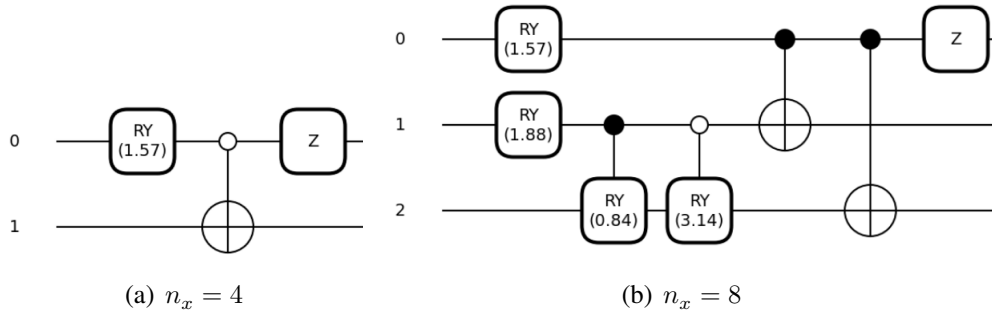 0
RY
(1.57)
Z
1
(a) n_x = 4
0
RY
(1.57)
Z
1
RY
(1.88)
2
RY
(0.84)
RY
(3.14)
(b) n_x = 8